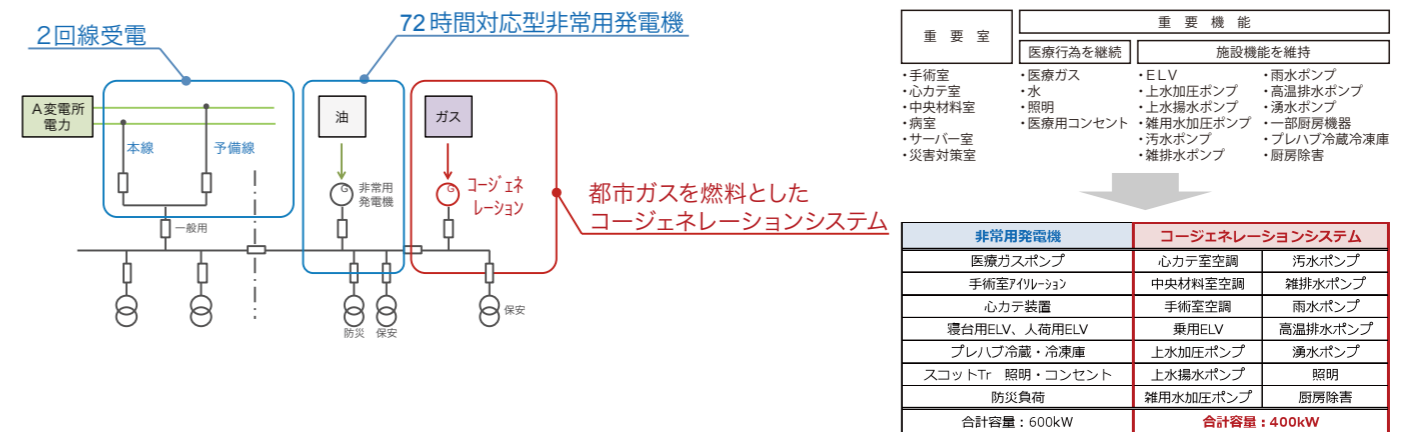 2回線受電
72時間対応型非常用発電機
A変電所
電力
本線
予備線
一般用
油
G
非常用
発電機
防災
保安
ガス
G
コージェネ
レーション
保安
都市ガスを燃料とした
コージェネレーションシステム
重要室
・手術室
・心カテ室
・中央材料室
・病室
・サーバー室
・災害対策室
重要機能
医療行為を継続
・医療ガス
・水
・照明
・医療用コンセント
施設機能を維持
・ELV
・上水加圧ポンプ
・上水揚水ポンプ
・雑用水加圧ポンプ
・汚水ポンプ
・雑排水ポンプ
・雨水ポンプ
・高温排水ポンプ
・湧水ポンプ
・一部厨房機器
・プレハブ冷蔵冷凍庫
・厨房除害
非常用発電機 コージェネレーションシステム
医療ガスポンプ 心カテ室空調 汚水ポンプ
手術室アイソレーション 中央材料室空調 雑排水ポンプ
心カテ装置 手術室空調 雨水ポンプ
寝台用ELV、人荷用ELV 乗用ELV 高温排水ポンプ
プレハブ冷蔵・冷凍庫 上水加圧ポンプ 湧水ポンプ
スコットTr 照明・コンセント 上水揚水ポンプ 照明
防災負荷 雑用水加圧ポンプ 厨房除害
合計容量：600kW 合計容量：400kW